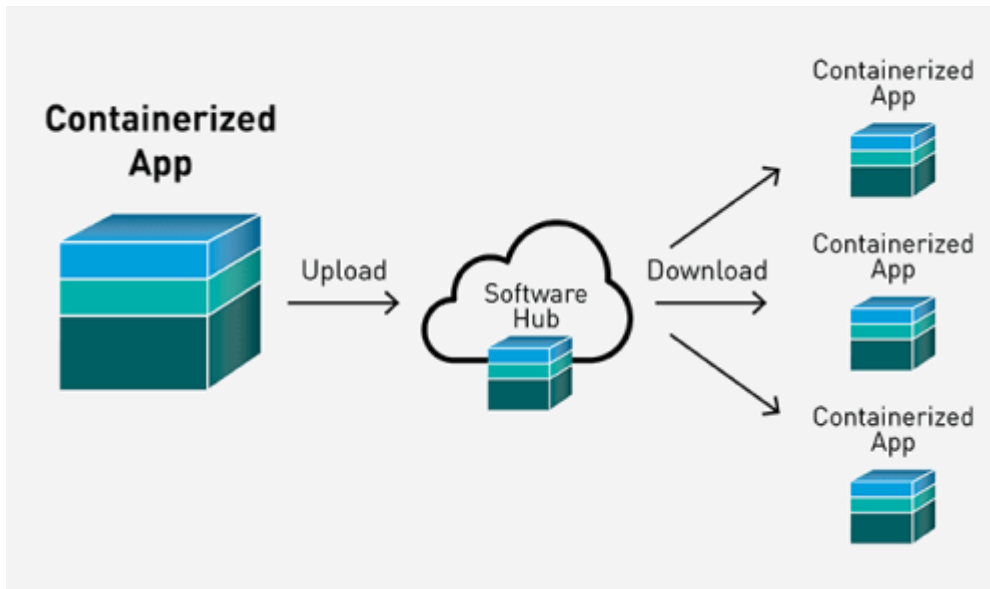 Containerized
App
Upload
Software
Hub
Download
Containerized
App
Containerized
App
Containerized
App